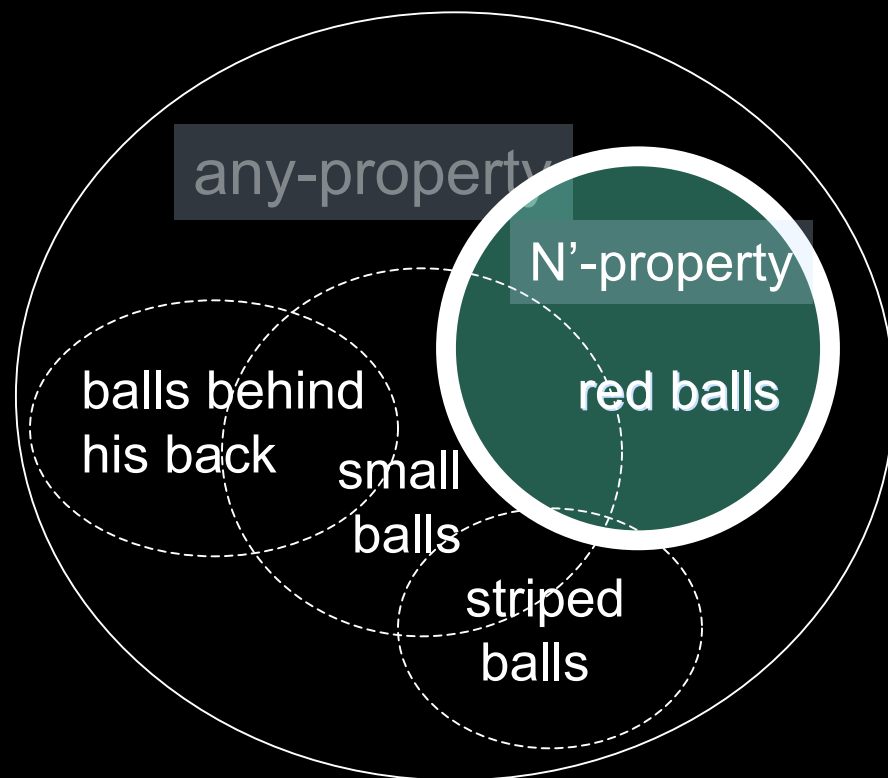 any-property
N’-property
balls behind
his back
red balls
small
balls
striped
balls